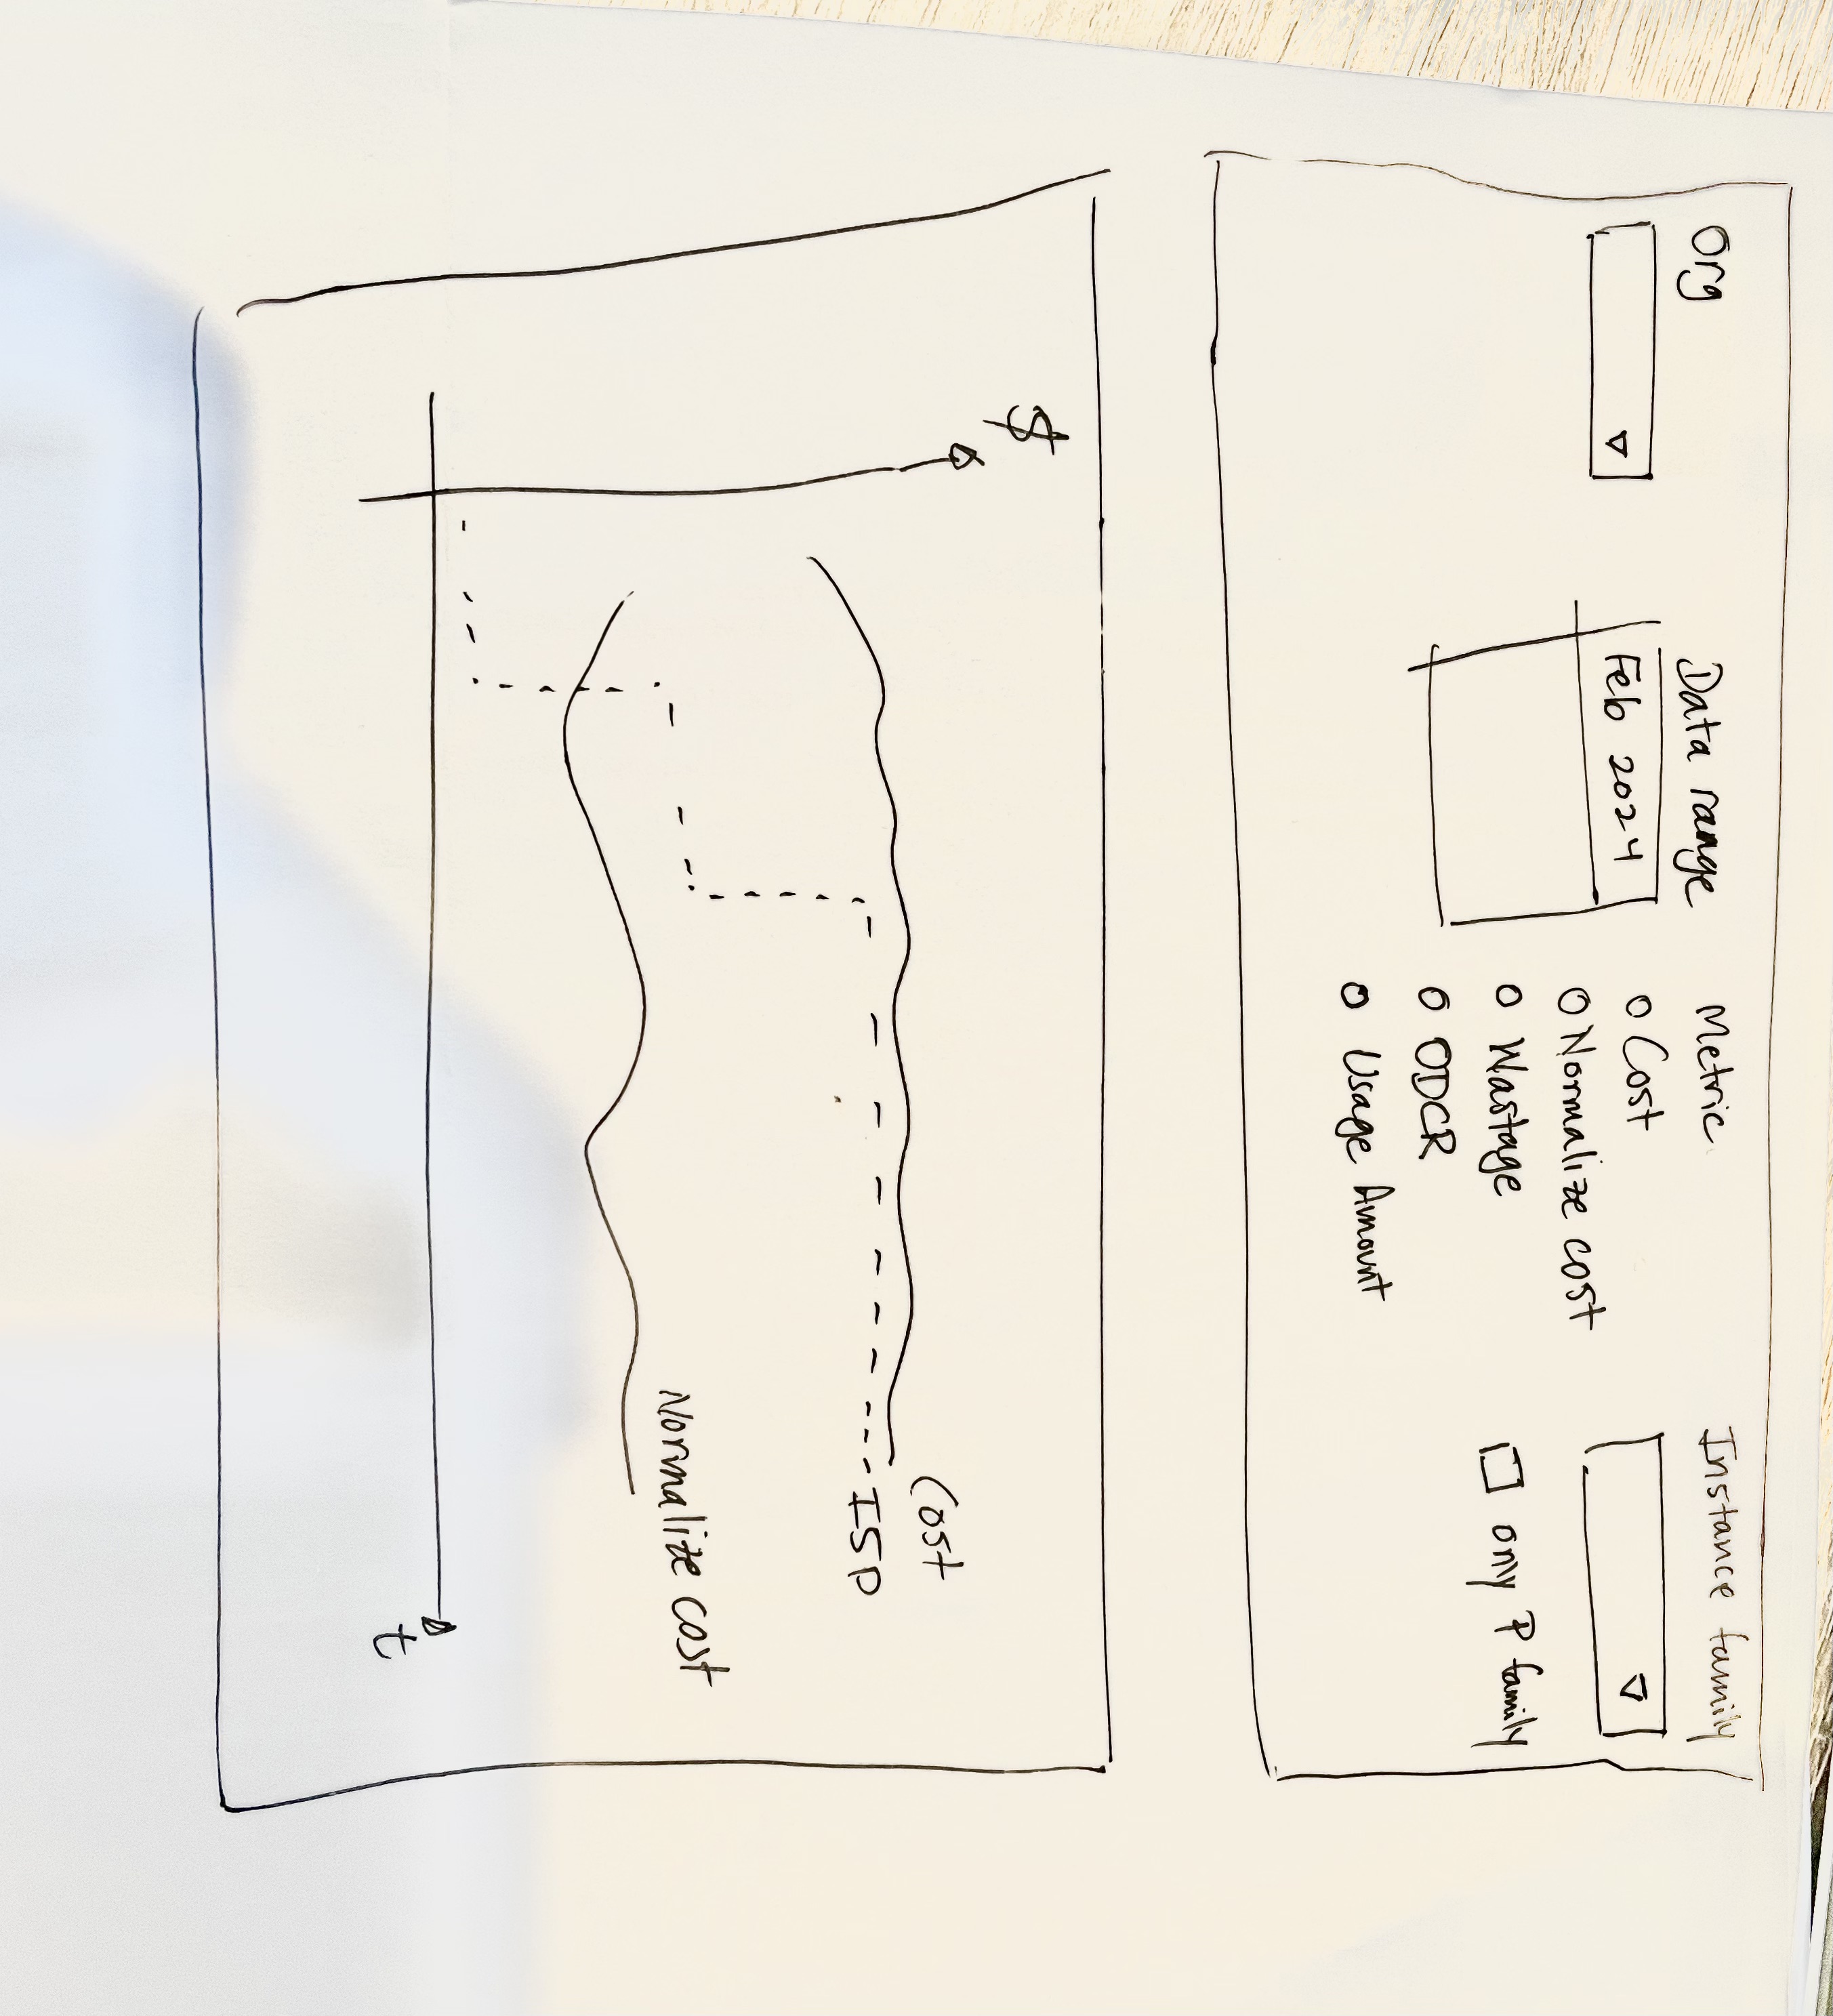 Org
Data range
Feb 2024
Metric
Cost
Normalize cost
Wastage
ODCR
Usage Amount
Instance family
only P family
$
Cost
ISP
Normalize cost
t